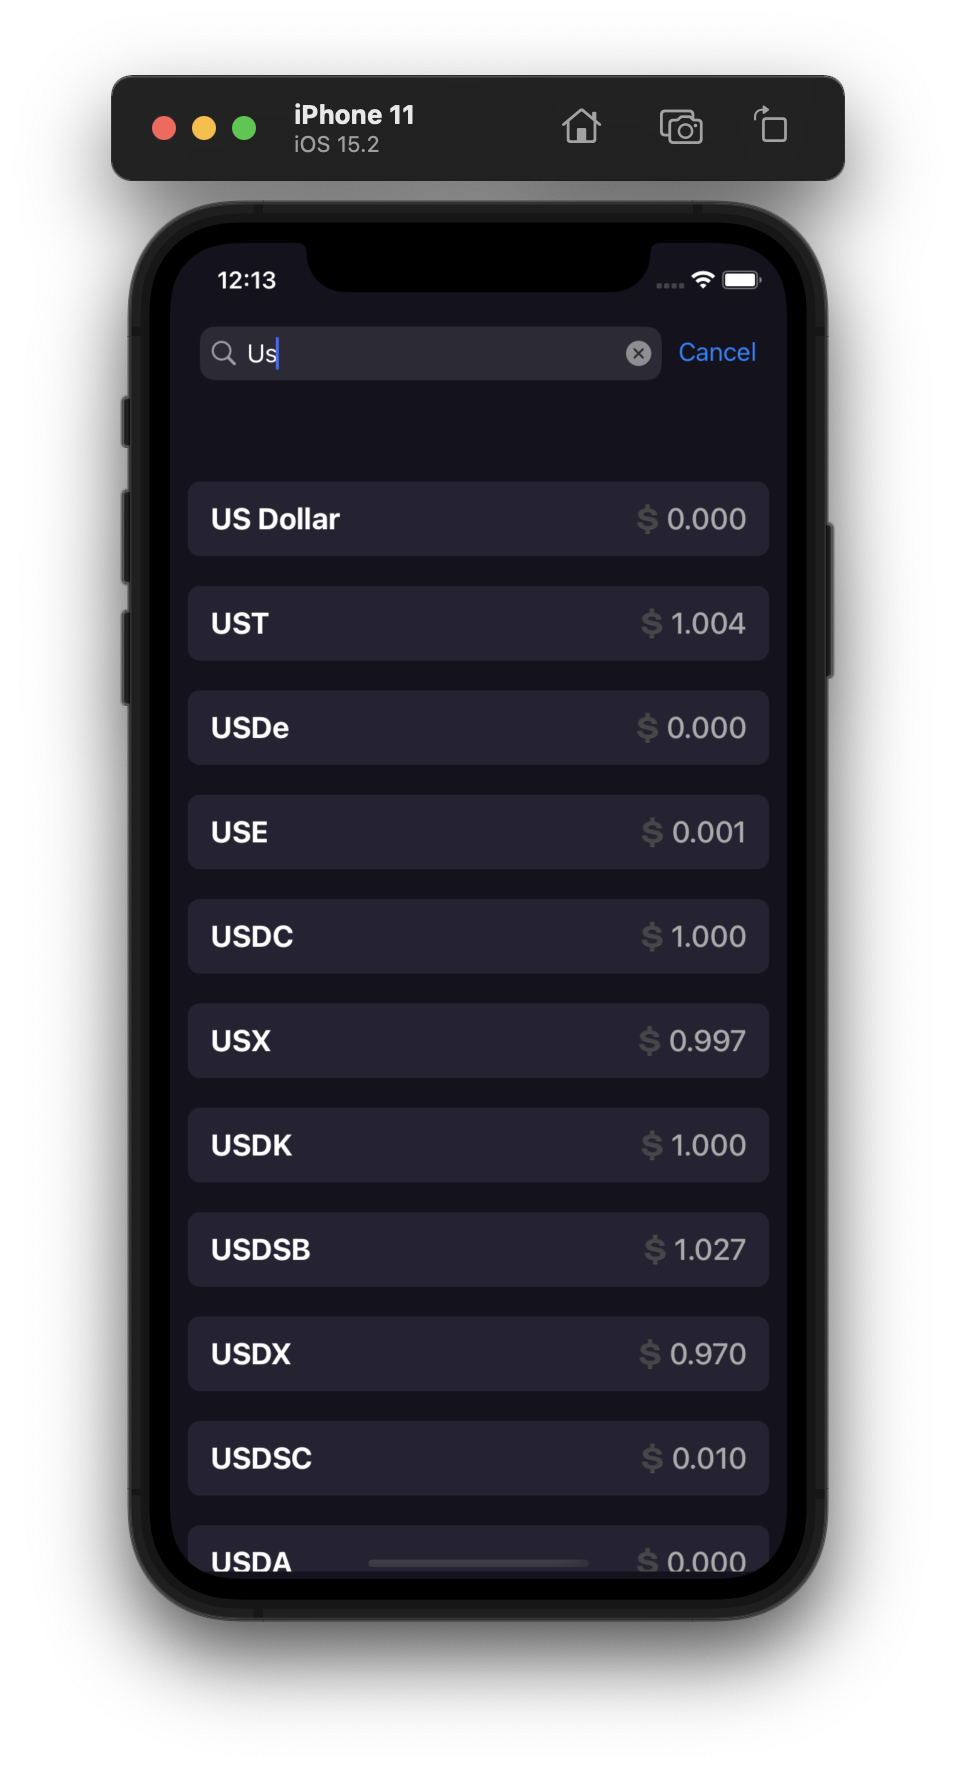 iPhone 11
iOS 15.2
12:13
Us
Cancel
US Dollar $ 0.000
UST $ 1.004
USDe $ 0.000
USE $ 0.001
USDC $ 1.000
USX $ 0.997
USDK $ 1.000
USDSB $ 1.027
USDX $ 0.970
USDSC $ 0.010
USDA $ 0.000